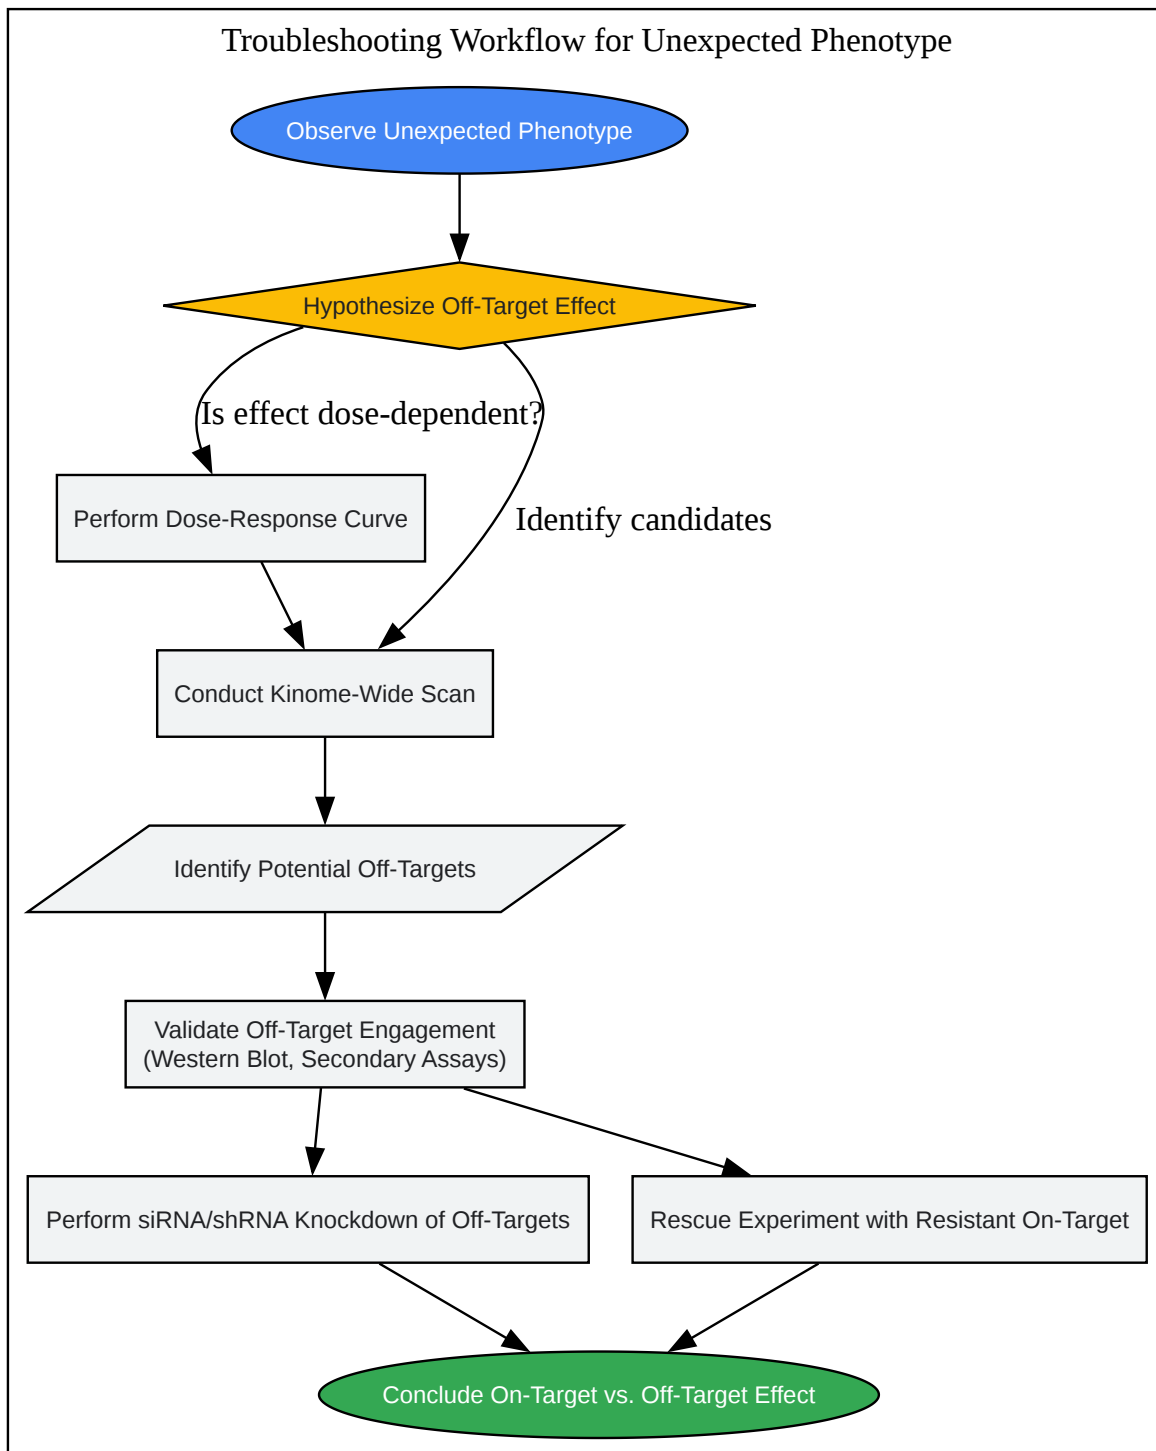 Troubleshooting Workflow for Unexpected Phenotype
Observe Unexpected Phenotype
Hypothesize Off-Target Effect
Is effect dose-dependent?
Perform Dose-Response Curve
Identify candidates
Conduct Kinome-Wide Scan
Identify Potential Off-Targets
Validate Off-Target Engagement
(Western Blot, Secondary Assays)
Perform siRNA/shRNA Knockdown of Off-Targets
Rescue Experiment with Resistant On-Target
Conclude On-Target vs. Off-Target Effect